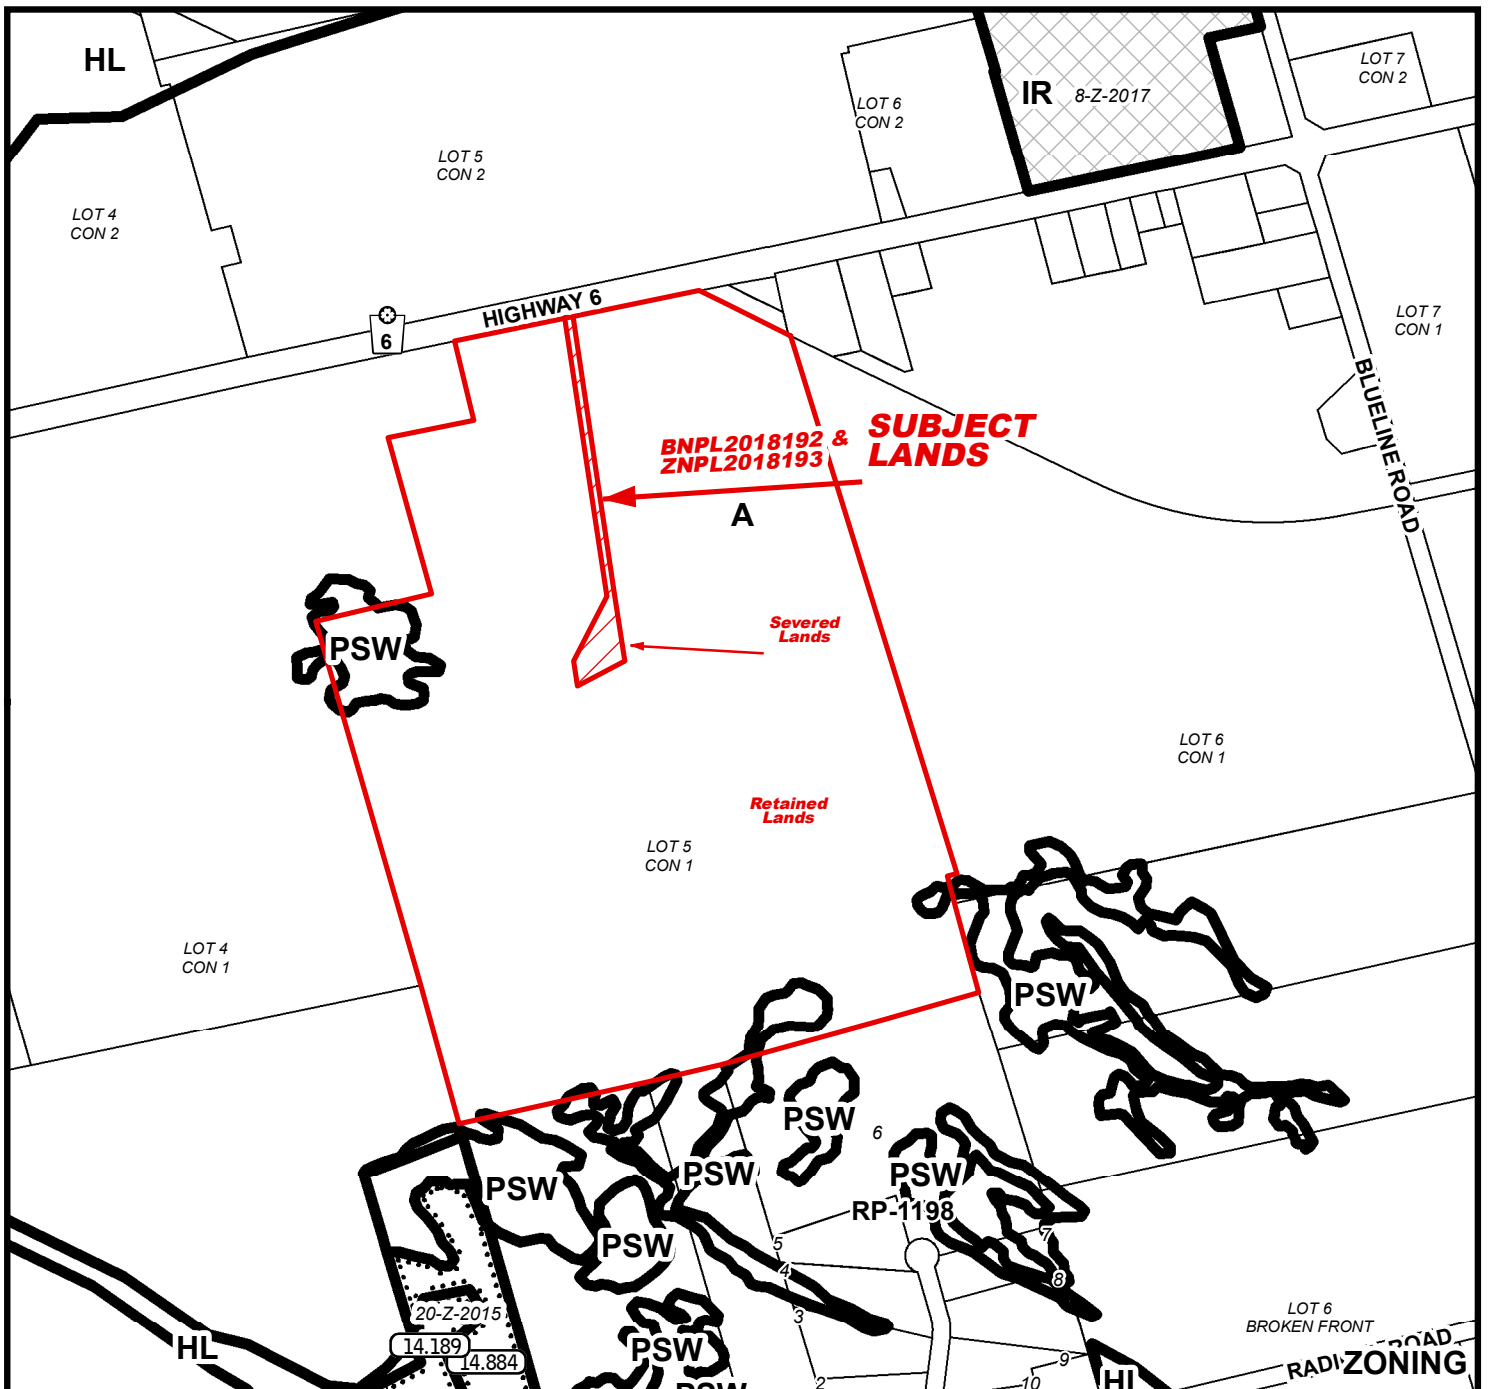 HL
IR 8-Z-2017
LOT 7
CON 2
LOT 6
CON 2
LOT 5
CON 2
LOT 4
CON 2
HIGHWAY 6
6
LOT 7
CON 1
BLUELINE ROAD
BNPL2018192 &
ZNPL2018193
SUBJECT
LANDS
A
Severed
Lands
PSW
LOT 6
CON 1
Retained
Lands
LOT 5
CON 1
LOT 4
CON 1
PSW
PSW
6
PSW
PSW
PSW
RP-1198
PSW
5
7
4
8
3
20-Z-2015
LOT 6
BROKEN FRONT
14.189
14.884
HL
PSW
9
10
2
HL
PSW
ROAD
ZONING